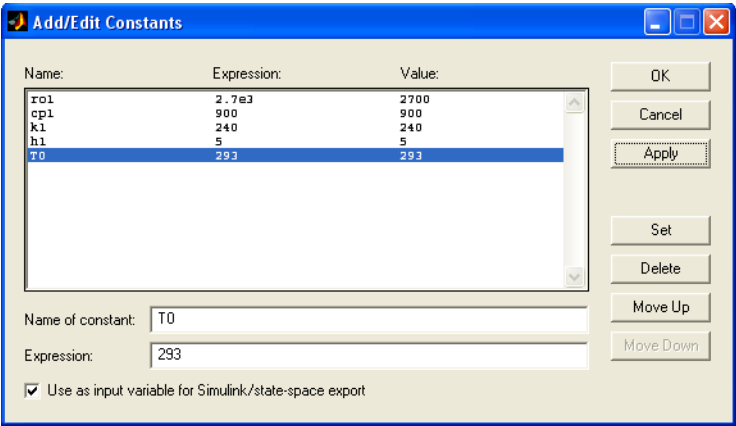 Add/Edit Constants
Name: Expression: Value:
ro1 2.7e3 2700
cp1 900 900
k1 240 240
h1 5 5
T0 293 293
OK
Cancel
Apply
Set
Delete
Move Up
Move Down
Name of constant: T0
Expression: 293
Use as input variable for Simulink/state-space export